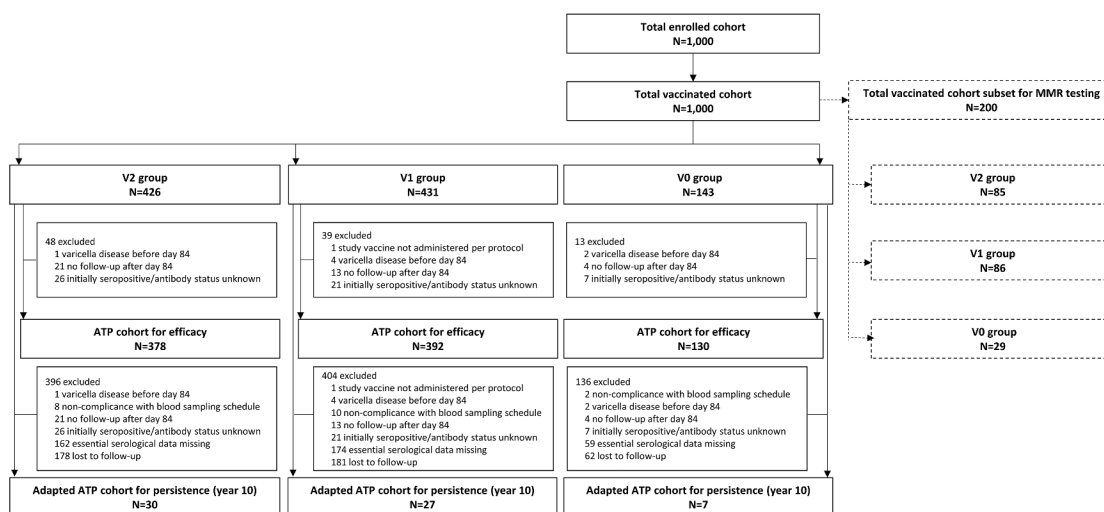 Total enrolled cohort
N=1,000
Total vaccinated cohort
N=1,000
Total vaccinated cohort subset for MMR testing
N=200
V2 group
N=426
V1 group
N=431
V0 group
N=143
V2 group
N=85
48 excluded
1 varicella disease before day 84
21 no follow-up after day 84
26 initially seropositive/antibody status unknown
39 excluded
1 study vaccine not administered per protocol
4 varicella disease before day 84
13 no follow-up after day 84
21 initially seropositive/antibody status unknown
13 excluded
2 varicella disease before day 84
4 no follow-up after day 84
7 initially seropositive/antibody status unknown
V1 group
N=86
ATP cohort for efficacy
N=378
ATP cohort for efficacy
N=392
ATP cohort for efficacy
N=130
V0 group
N=29
396 excluded
1 varicella disease before day 84
8 non-complicance with blood sampling schedule
21 no follow-up after day 84
26 initially seropositive/antibody status unknown
162 essential serological data missing
178 lost to follow-up
404 excluded
1 study vaccine not administered per protocol
4 varicella disease before day 84
10 non-complicance with blood sampling schedule
13 no follow-up after day 84
21 initially seropositive/antibody status unknown
174 essential serological data missing
181 lost to follow-up
136 excluded
2 non-complicance with blood sampling schedule
2 varicella disease before day 84
4 no follow-up after day 84
7 initially seropositive/antibody status unknown
59 essential serological data missing
62 lost to follow-up
Adapted ATP cohort for persistence (year 10)
N=30
Adapted ATP cohort for persistence (year 10)
N=27
Adapted ATP cohort for persistence (year 10)
N=7